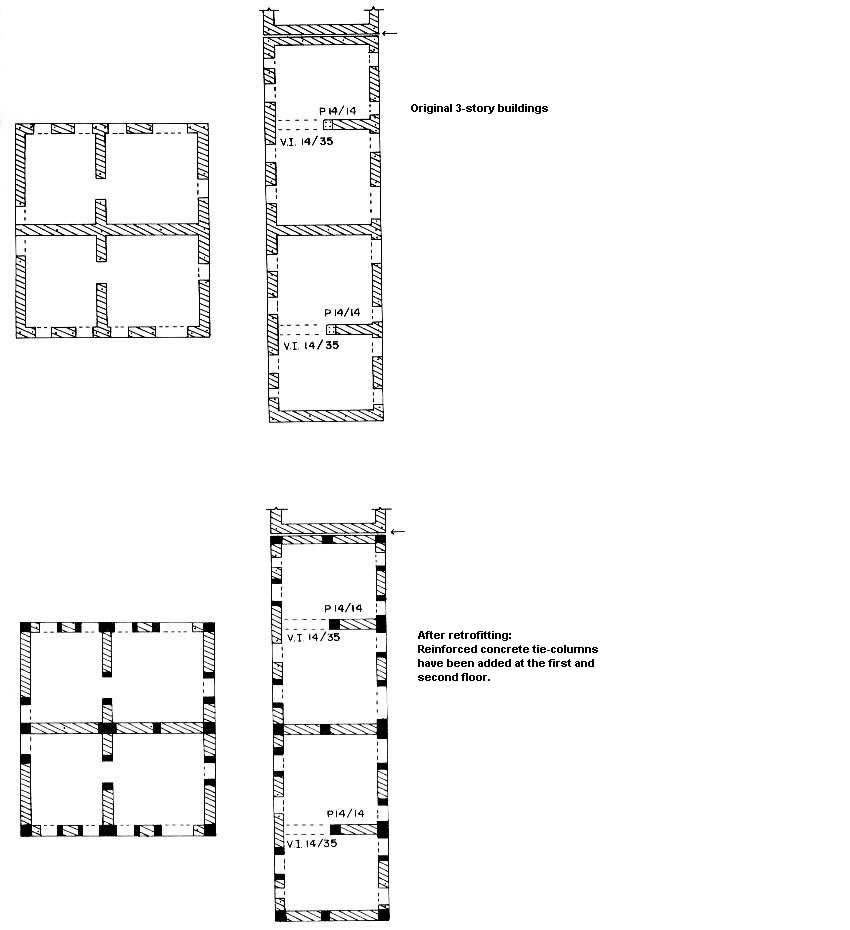 P 14/14
Original 3-story buildings
V.I. 14/35
P 14/14
V.I. 14/35
P 14/14
After retrofitting:
V.I. 14/35
Reinforced concrete tie-columns
have been added at the first and
second floor.
P 14/14
V.I. 14/35